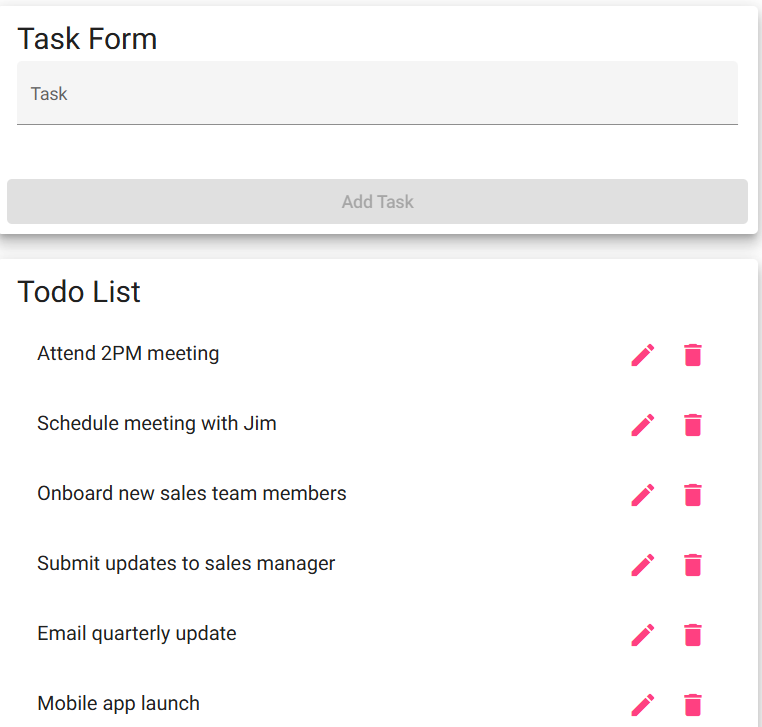 Task Form
Task
Add Task
Todo List
Attend 2PM meeting
Schedule meeting with Jim
Onboard new sales team members
Submit updates to sales manager
Email quarterly update
Mobile app launch